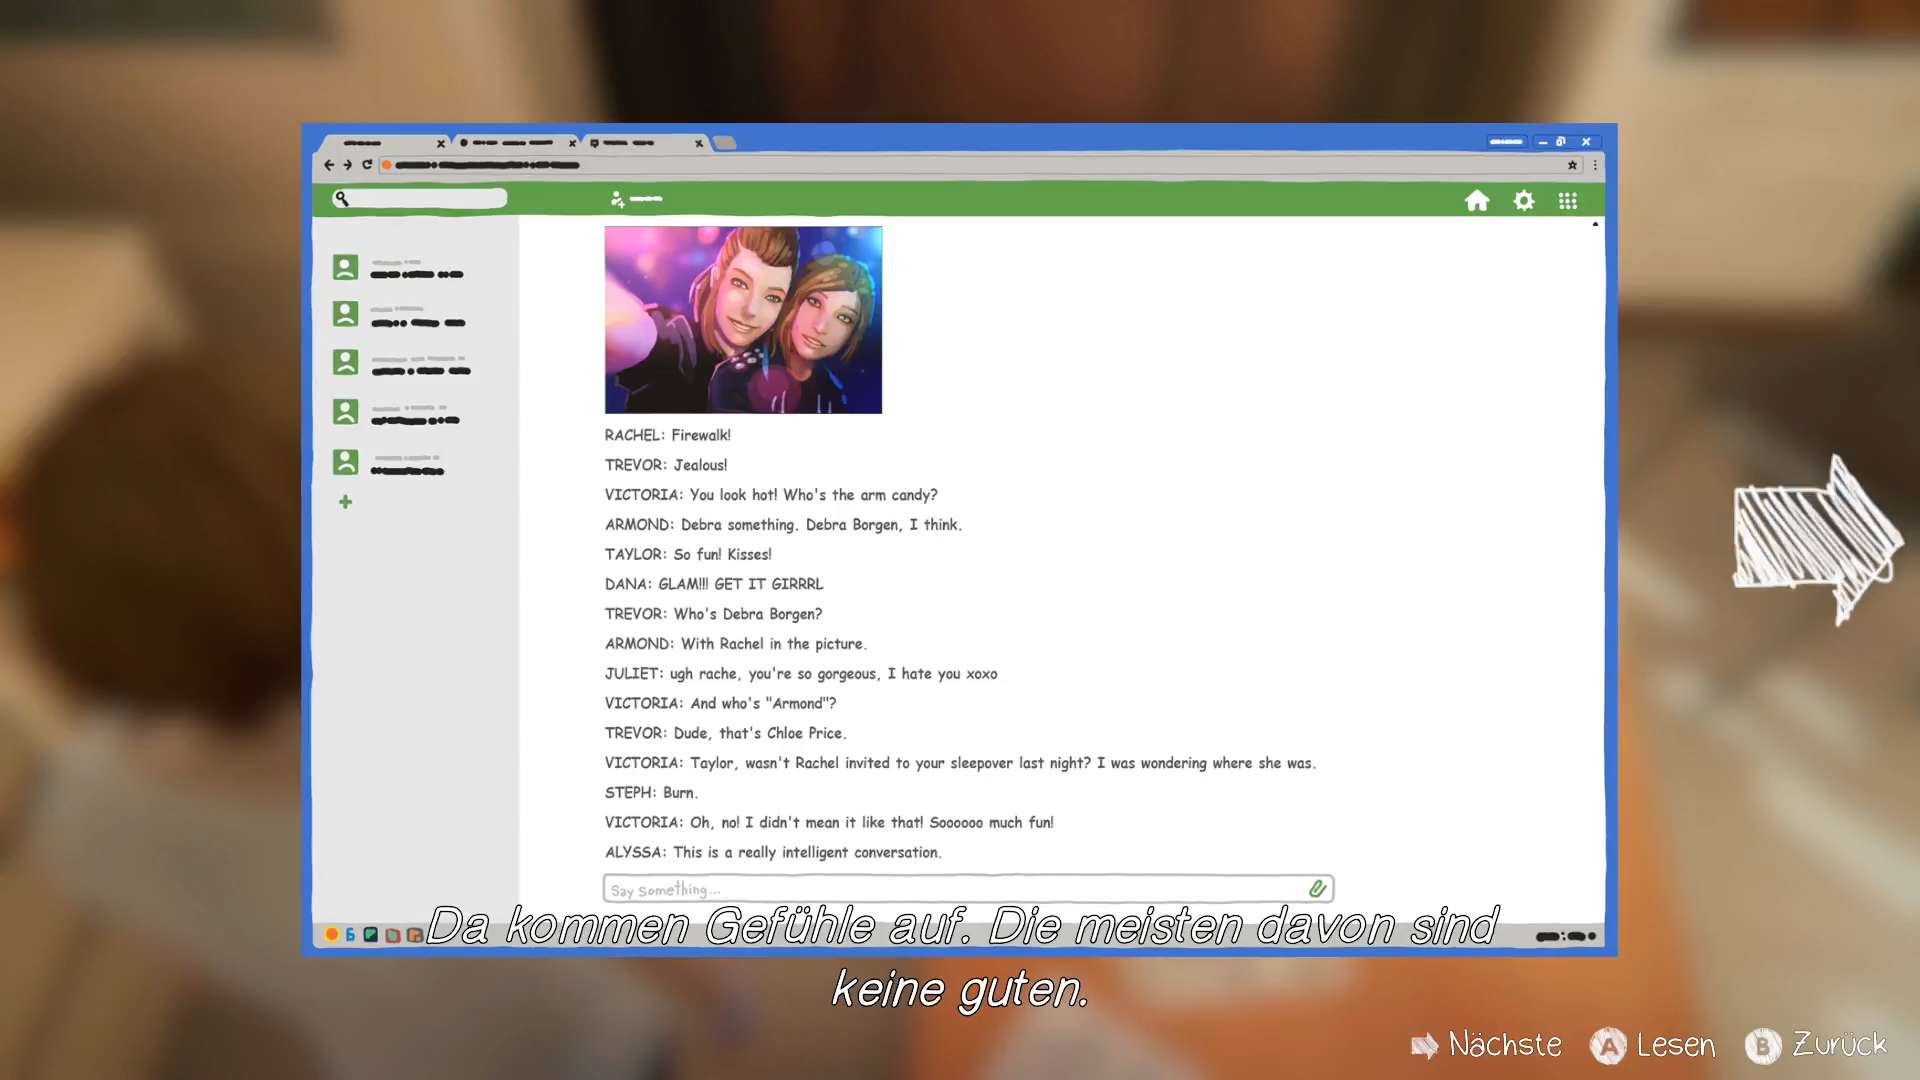 RACHEL: Firewalk!
TREVOR: Jealous!
VICTORIA: You look hot! Who's the arm candy?
ARMOND: Debra something. Debra Borgen, I think.
TAYLOR: So fun! Kisses!
DANA: GLAM!!! GET IT GIRRRL
TREVOR: Who's Debra Borgen?
ARMOND: With Rachel in the picture.
JULIET: ugh rache, you're so gorgeous, I hate you xoxo
VICTORIA: And who's "Armond"?
TREVOR: Dude, that's Chloe Price.
VICTORIA: Taylor, wasn't Rachel invited to your sleepover last night? I was wondering where she was.
STEPH: Burn.
VICTORIA: Oh, no! I didn't mean it like that! Soooooo much fun!
ALYSSA: This is a really intelligent conversation.
Say Something...
Da kommen Gefühle auf. Die meisten davon sind
keine guten.
Nächste A Lesen B Zurück